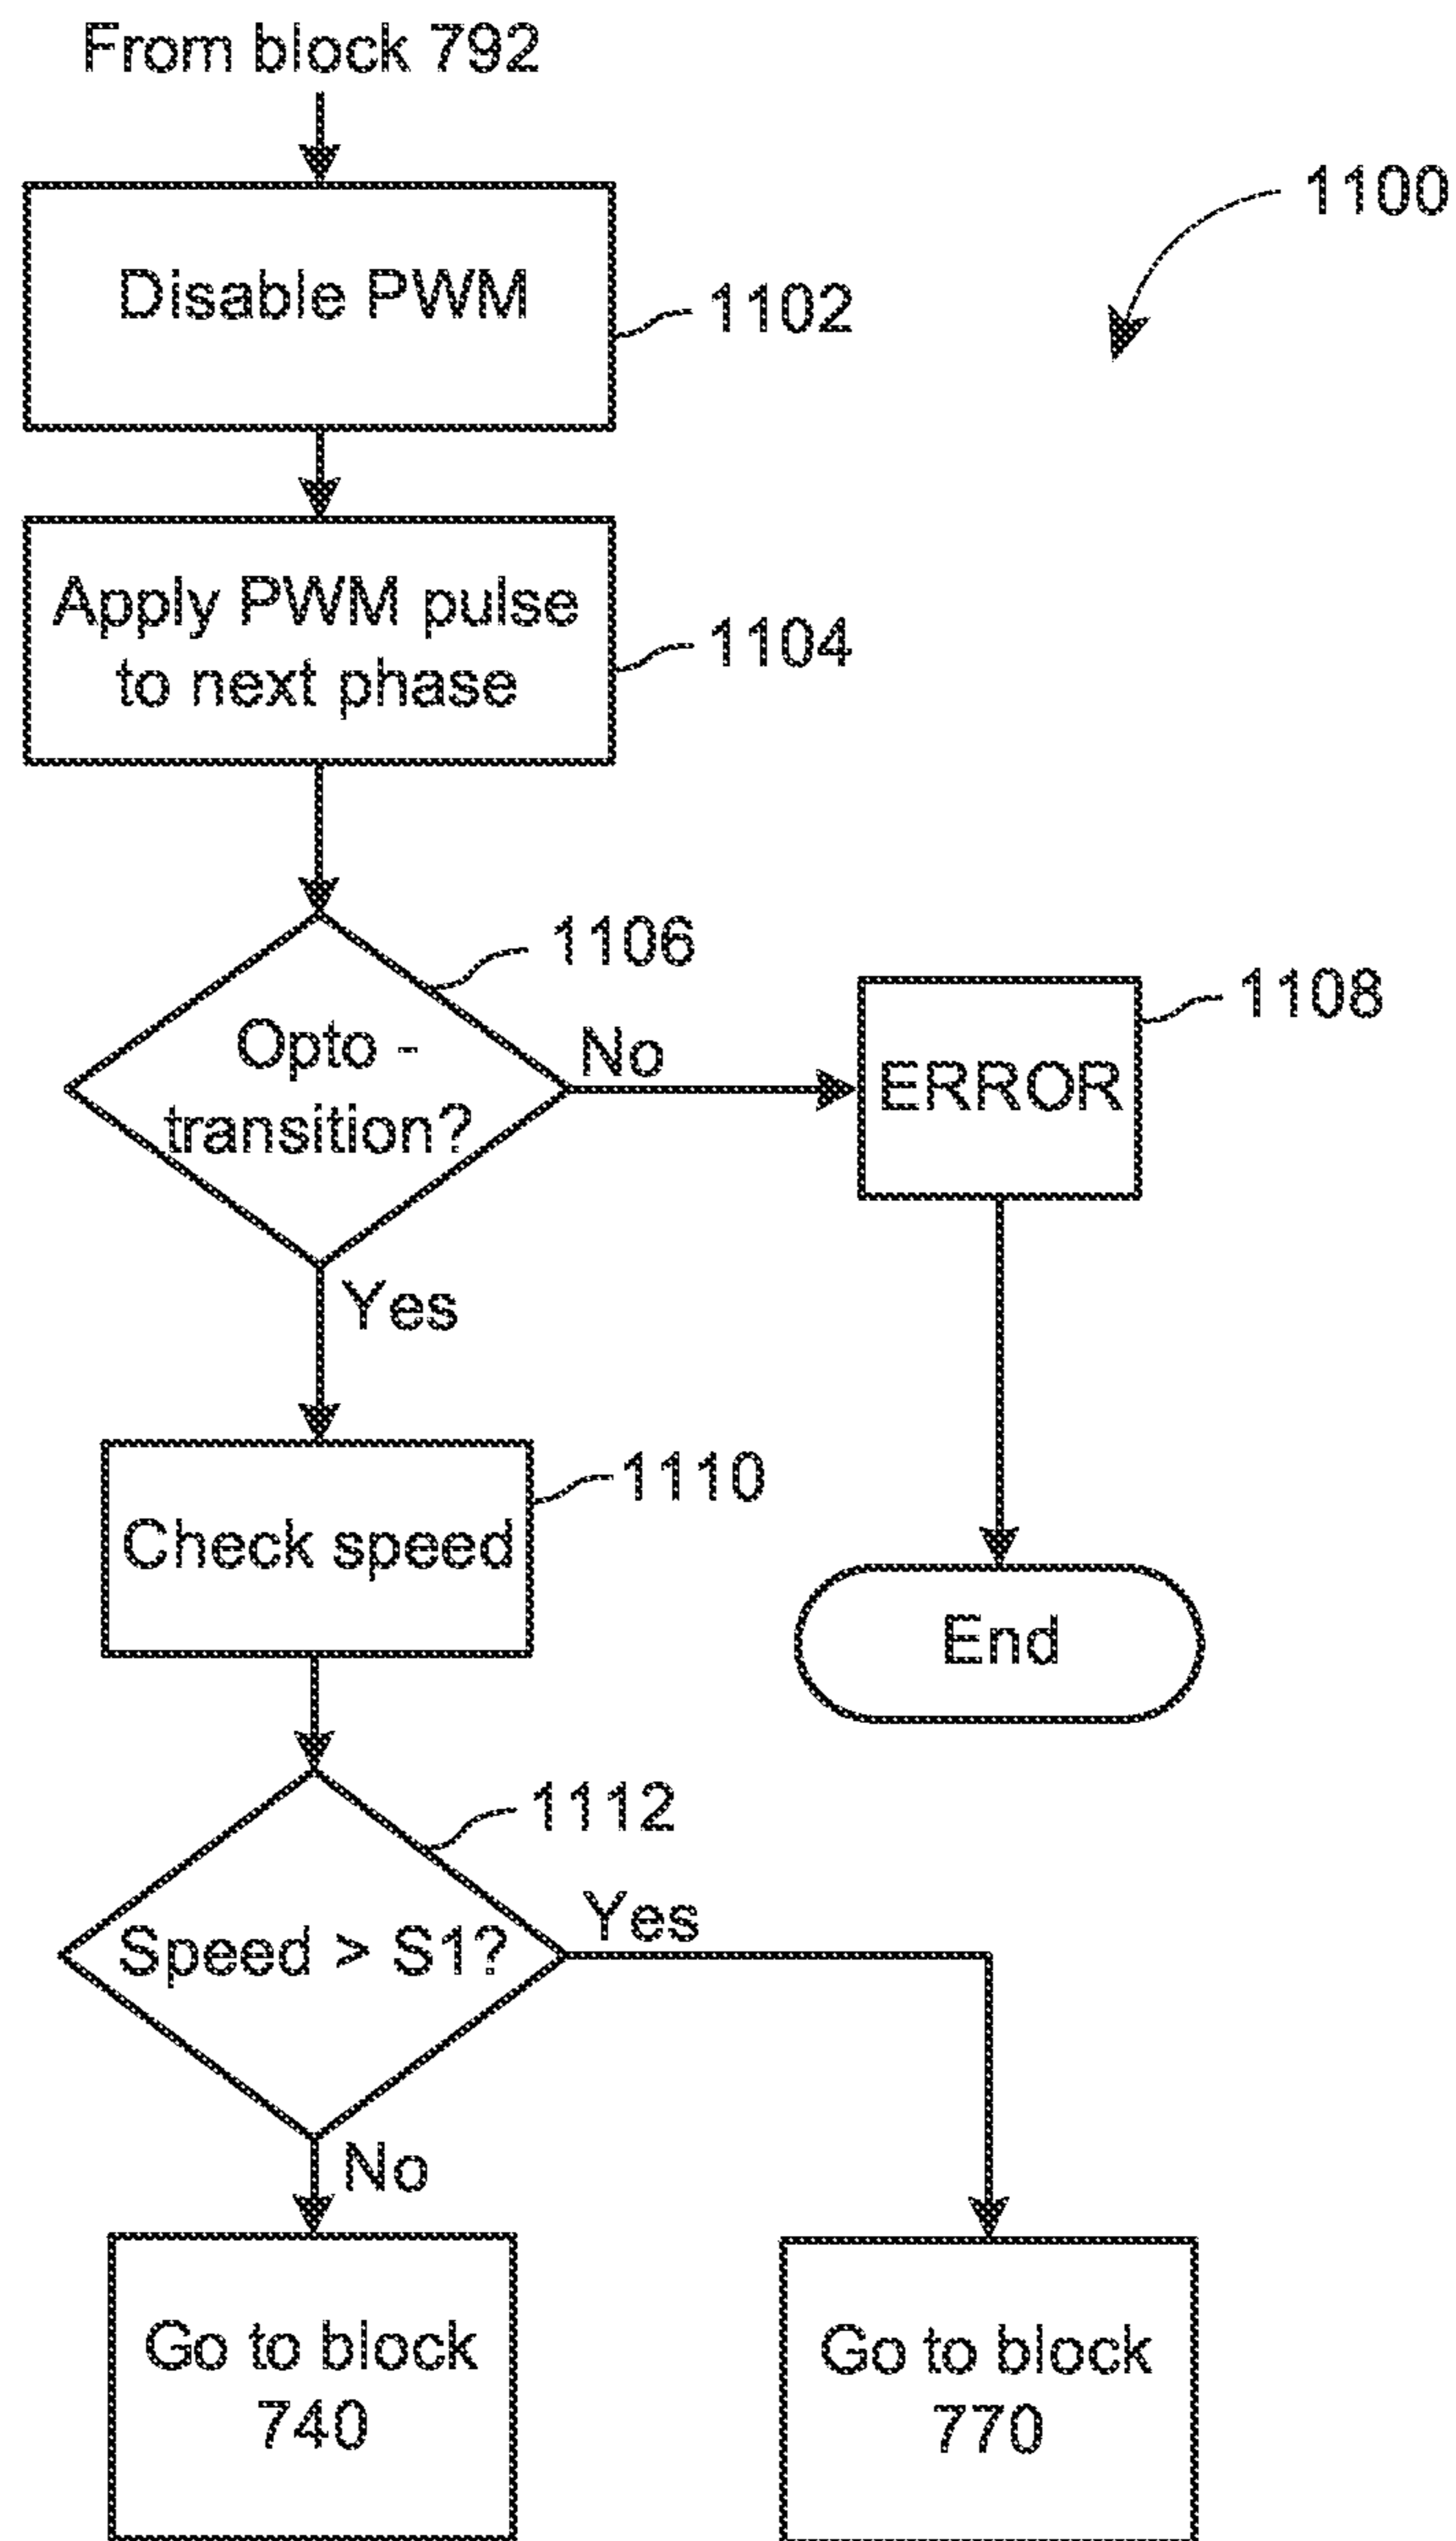 From block 792
1100
Disable PWM
1102
Apply PWM pulse
to next phase
1104
1106
Opto -
transition?
No
ERROR
1108
Yes
Check speed
1110
End
1112
Speed > S1?
Yes
No
Go to block
740
Go to block
770